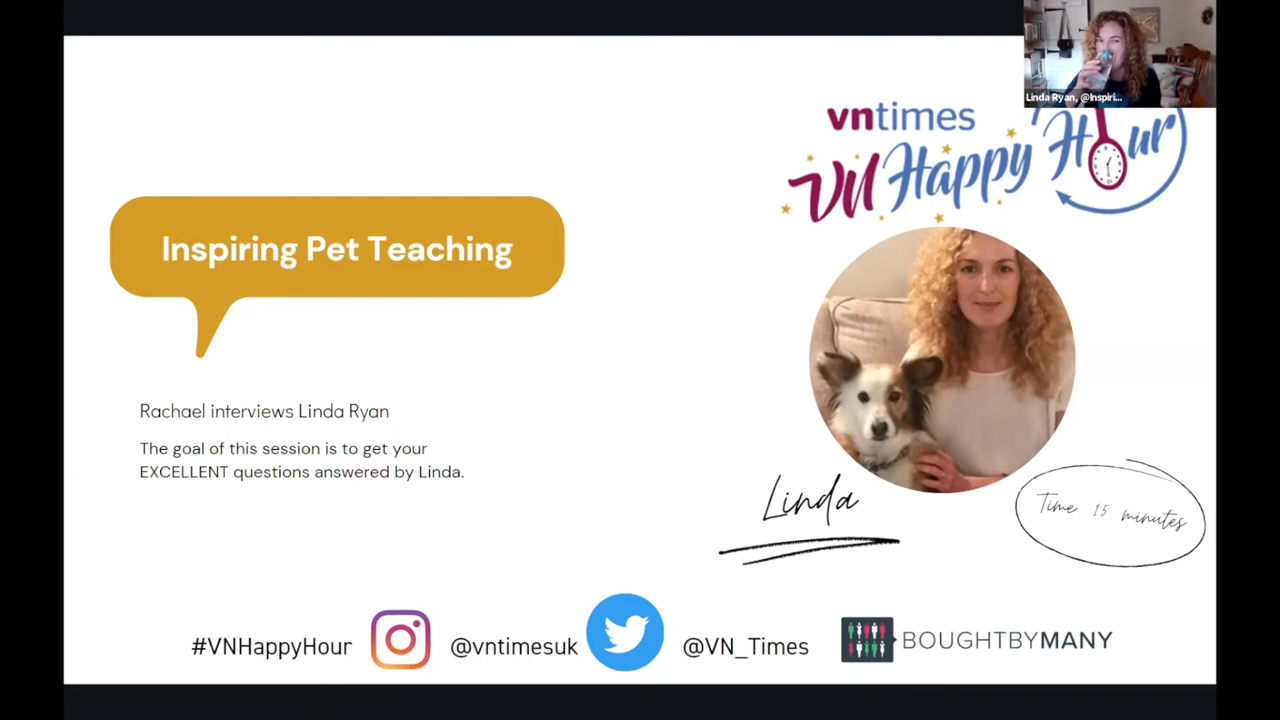 Linda Ryan, @Inspiri...
vntimes
VN Happy Hour
Inspiring Pet Teaching
Rachael interviews Linda Ryan
The goal of this session is to get your
EXCELLENT questions answered by Linda.
Linda
Time 15 minutes
#VNHappyHour
@vntimesuk
@VN_Times
BOUGHTBYMANY